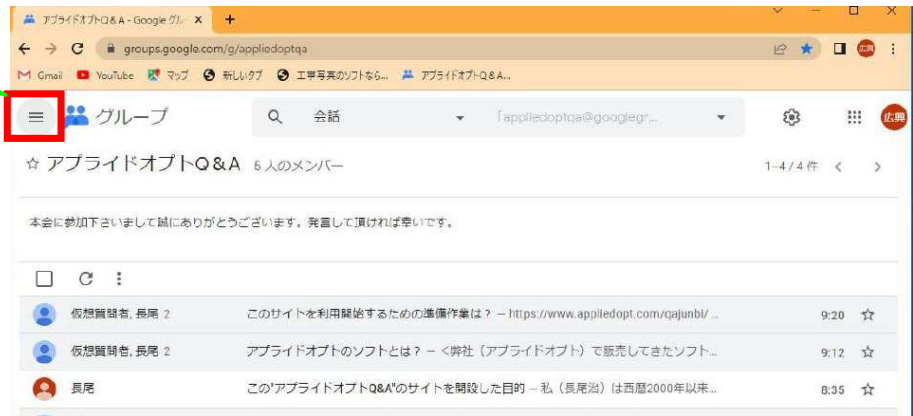 アプライドオプトQ&A - Google グル
groups.google.com/g/appliedoptqa
Gmail YouTube マップ 新しいタブ 工事写真のソフトなら... アプライドオプトQ&A...
グループ 会話 広興
アプライドオプトQ&A 5人のメンバー 1–4 / 4 件
本会に参加下さいまして誠にありがとうございます。発言して頂ければ幸いです。
仮想質問者, 長尾 2 このサイトを利用開始するための準備作業は? – https://www.appliedopt.com/qajunbi/ ... 9:20
仮想質問者, 長尾 2 アプライドオプトのソフトとは? – <弊社（アプライドオプト）で販売してきたソフト... 9:12
長尾 この"アプライドオプトQ&A"のサイトを開設した目的 – 私（長尾治）は西暦2000年以来... 8:35